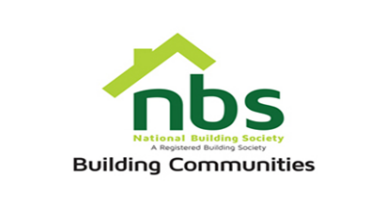 nbs
National Building Society
A Registered Building Society
Building Communities